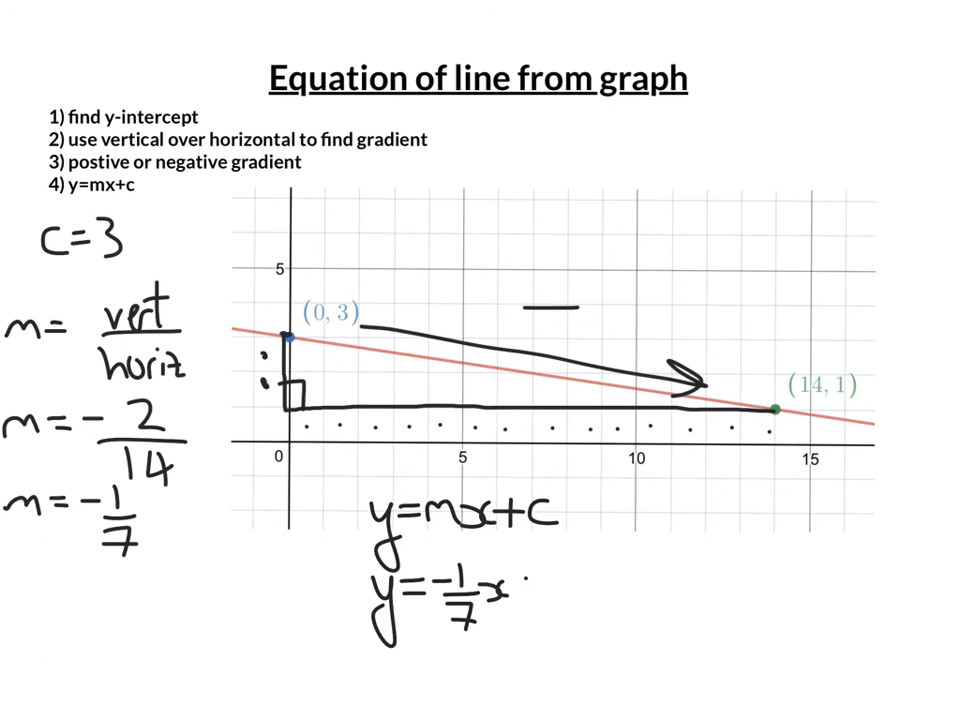 Equation of line from graph
1) find y-intercept
2) use vertical over horizontal to find gradient
3) postive or negative gradient
4) y=mx+c
c=3
5
(0, 3)
m= vert
horiz
(14, 1)
m=- 2
14
0
5
10
15
m=-1
7
y=mx+c
y=-1
7
x